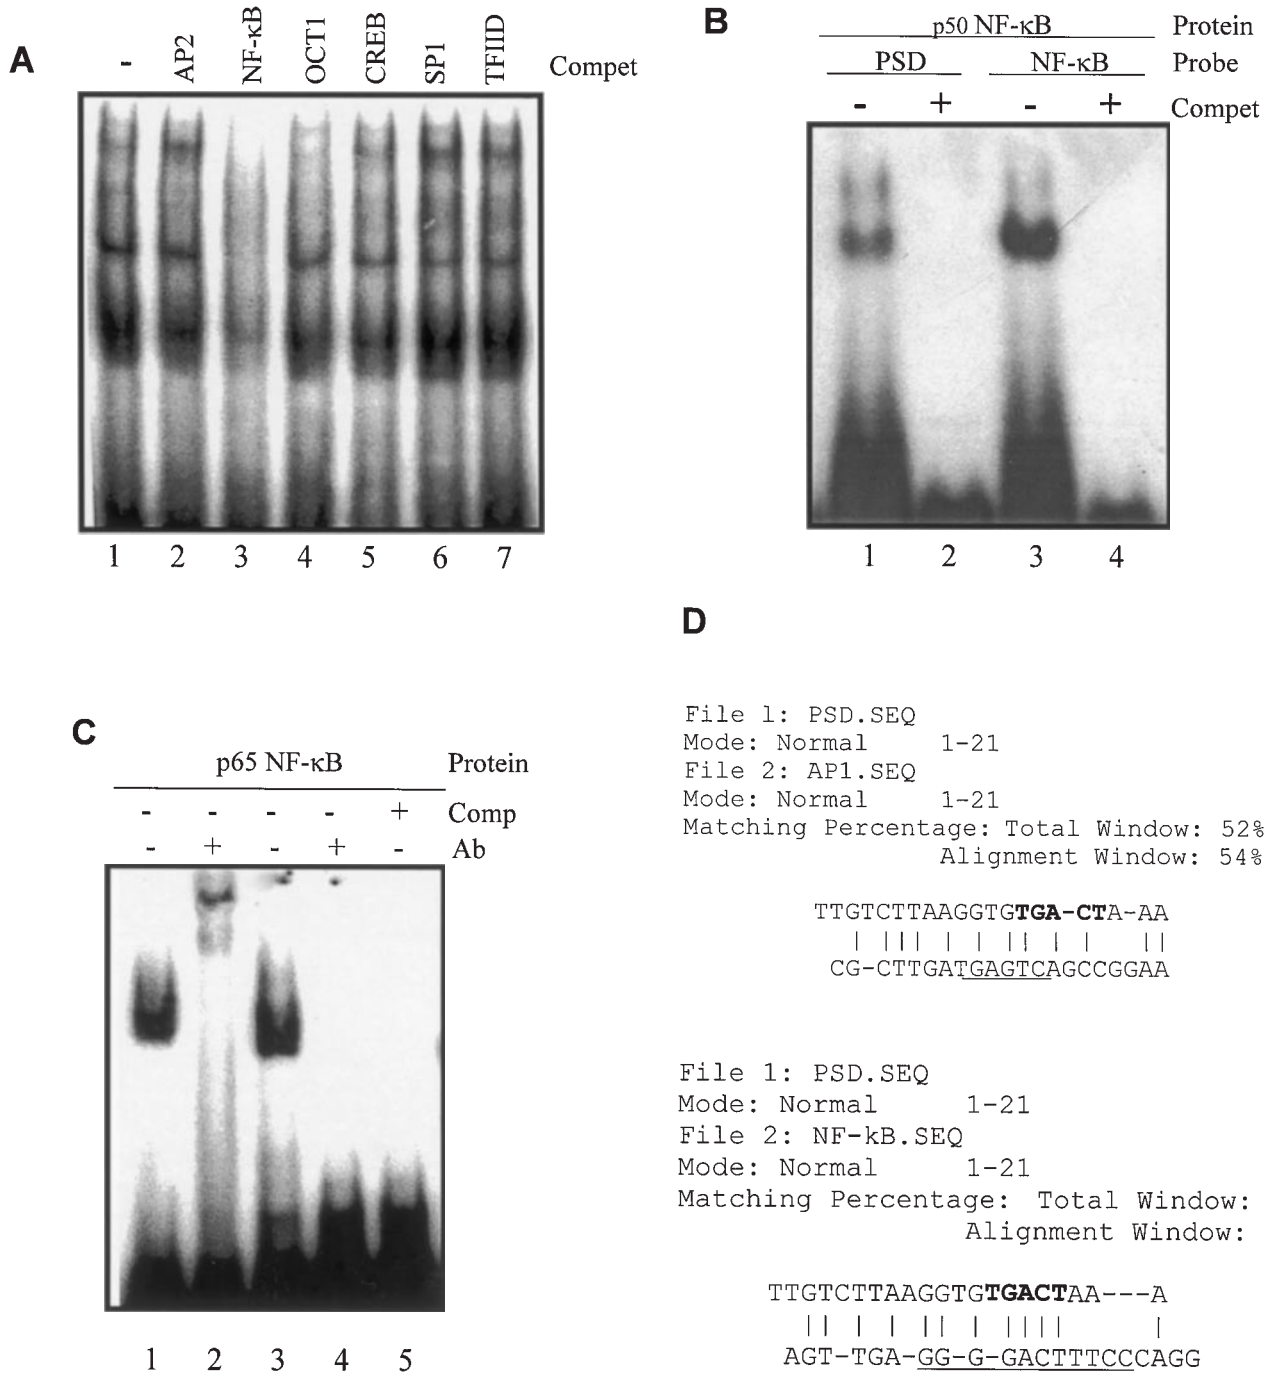 A
- AP2 NF-κB OCT1 CREB SP1 TFIID Compet
1 2 3 4 5 6 7
B
p50 NF-κB Protein
PSD NF-κB Probe
- + - + Compet
1 2 3 4
C
p65 NF-κB Protein
- - - - + Comp
- + - + - Ab
1 2 3 4 5
D
File 1: PSD.SEQ
Mode: Normal 1-21
File 2: AP1.SEQ
Mode: Normal 1-21
Matching Percentage: Total Window: 52%
Alignment Window: 54%
TTGTCTTAAGGTGTGA-CTA-AA
CG-CTTGATGAGTCAGCCGGAA
File 1: PSD.SEQ
Mode: Normal 1-21
File 2: NF-kB.SEQ
Mode: Normal 1-21
Matching Percentage: Total Window:
Alignment Window:
TTGTCTTAAGGTGTGACTAA---A
AGT-TGA-GG-G-GACTTTCCCAGG